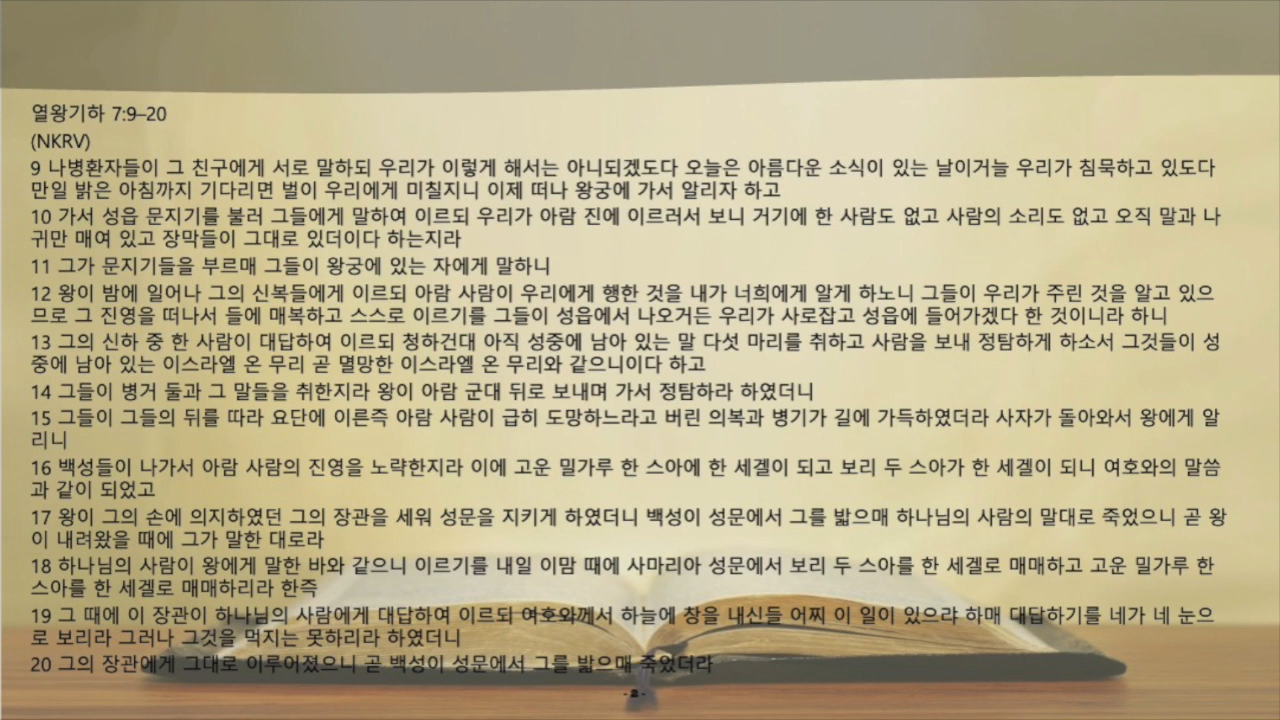 열왕기하 7:9–20
(NKRV)
9 나병환자들이 그 친구에게 서로 말하되 우리가 이렇게 해서는 아니되겠도다 오늘은 아름다운 소식이 있는 날이거늘 우리가 침묵하고 있도다
만일 밝은 아침까지 기다리면 벌이 우리에게 미칠지니 이제 떠나 왕궁에 가서 알리자 하고
10 가서 성읍 문지기를 불러 그들에게 말하여 이르되 우리가 아람 진에 이르러서 보니 거기에 한 사람도 없고 사람의 소리도 없고 오직 말과 나
귀만 매여 있고 장막들이 그대로 있더이다 하는지라
11 그가 문지기들을 부르매 그들이 왕궁에 있는 자에게 말하니
12 왕이 밤에 일어나 그의 신복들에게 이르되 아람 사람이 우리에게 행한 것을 내가 너희에게 알게 하노니 그들이 우리가 주린 것을 알고 있으
므로 그 진영을 떠나서 들에 매복하고 스스로 이르기를 그들이 성읍에서 나오거든 우리가 사로잡고 성읍에 들어가겠다 한 것이니라 하니
13 그의 신하 중 한 사람이 대답하여 이르되 청하건대 아직 성중에 남아 있는 말 다섯 마리를 취하고 사람을 보내 정탐하게 하소서 그것들이 성
중에 남아 있는 이스라엘 온 무리 곧 멸망한 이스라엘 온 무리와 같으니이다 하고
14 그들이 병거 둘과 그 말들을 취한지라 왕이 아람 군대 뒤로 보내며 가서 정탐하라 하였더니
15 그들이 그들의 뒤를 따라 요단에 이른즉 아람 사람이 급히 도망하느라고 버린 의복과 병기가 길에 가득하였더라 사자가 돌아와서 왕에게 알
리니
16 백성들이 나가서 아람 사람의 진영을 노략한지라 이에 고운 밀가루 한 스아에 한 세겔이 되고 보리 두 스아가 한 세겔이 되니 여호와의 말씀
과 같이 되었고
17 왕이 그의 손에 의지하였던 그의 장관을 세워 성문을 지키게 하였더니 백성이 성문에서 그를 밟으매 하나님의 사람의 말대로 죽었으니 곧 왕
이 내려왔을 때에 그가 말한 대로라
18 하나님의 사람이 왕에게 말한 바와 같으니 이르기를 내일 이맘 때에 사마리아 성문에서 보리 두 스아를 한 세겔로 매매하고 고운 밀가루 한
스아를 한 세겔로 매매하리라 한즉
19 그 때에 이 장관이 하나님의 사람에게 대답하여 이르되 여호와께서 하늘에 창을 내신들 어찌 이 일이 있으랴 하매 대답하기를 네가 네 눈으
로 보리라 그러나 그것을 먹지는 못하리라 하였더니
20 그의 장관에게 그대로 이루어졌으니 곧 백성이 성문에서 그를 밟으매 죽었더라
- 2 -